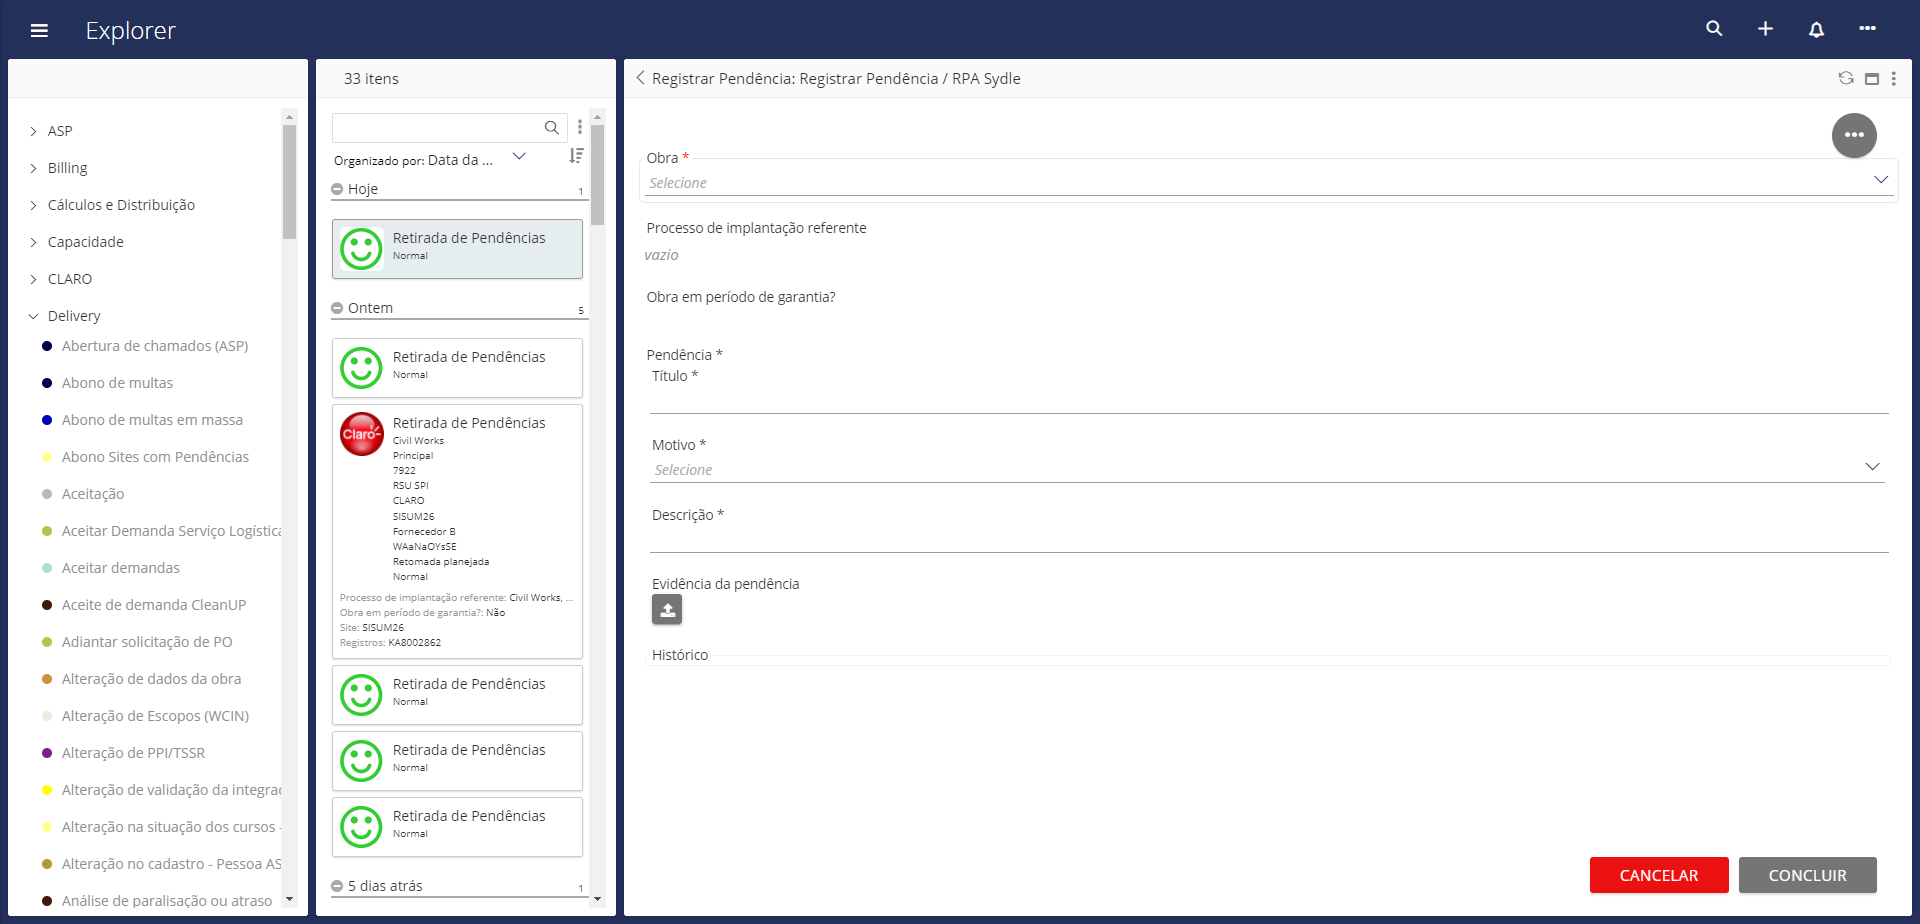 Explorer
ASP
Billing
Cálculos e Distribuição
Capacidade
CLARO
Delivery
Abertura de chamados (ASP)
Abono de multas
Abono de multas em massa
Abono Sites com Pendências
Aceitação
Aceitar Demanda Serviço Logística
Aceitar demandas
Aceite de demanda CleanUP
Adiantar solicitação de PO
Alteração de dados da obra
Alteração de Escopos (WCIN)
Alteração de PPI/TSSR
Alteração de validação da integrad
Alteração na situação dos cursos -
Alteração no cadastro - Pessoa AS
Análise de paralisação ou atraso
33 itens
Organizado por: Data da ...
Hoje 1
Retirada de Pendências
Normal
Ontem 5
Retirada de Pendências
Normal
Claro
Retirada de Pendências
Civil Works
Principal
7922
RSU SPI
CLARO
SISUM26
Fornecedor B
WAaNaOYsSE
Retomada planejada
Normal
Processo de implantação referente: Civil Works, ...
Obra em período de garantia?: Não
Site: SISUM26
Registros: KA8002862
Retirada de Pendências
Normal
Retirada de Pendências
Normal
Retirada de Pendências
Normal
5 dias atrás 1
Registrar Pendência: Registrar Pendência / RPA Sydle
Obra *
Selecione
Processo de implantação referente
vazio
Obra em período de garantia?
Pendência *
Título *
Motivo *
Selecione
Descrição *
Evidência da pendência
Histórico
CANCELAR
CONCLUIR